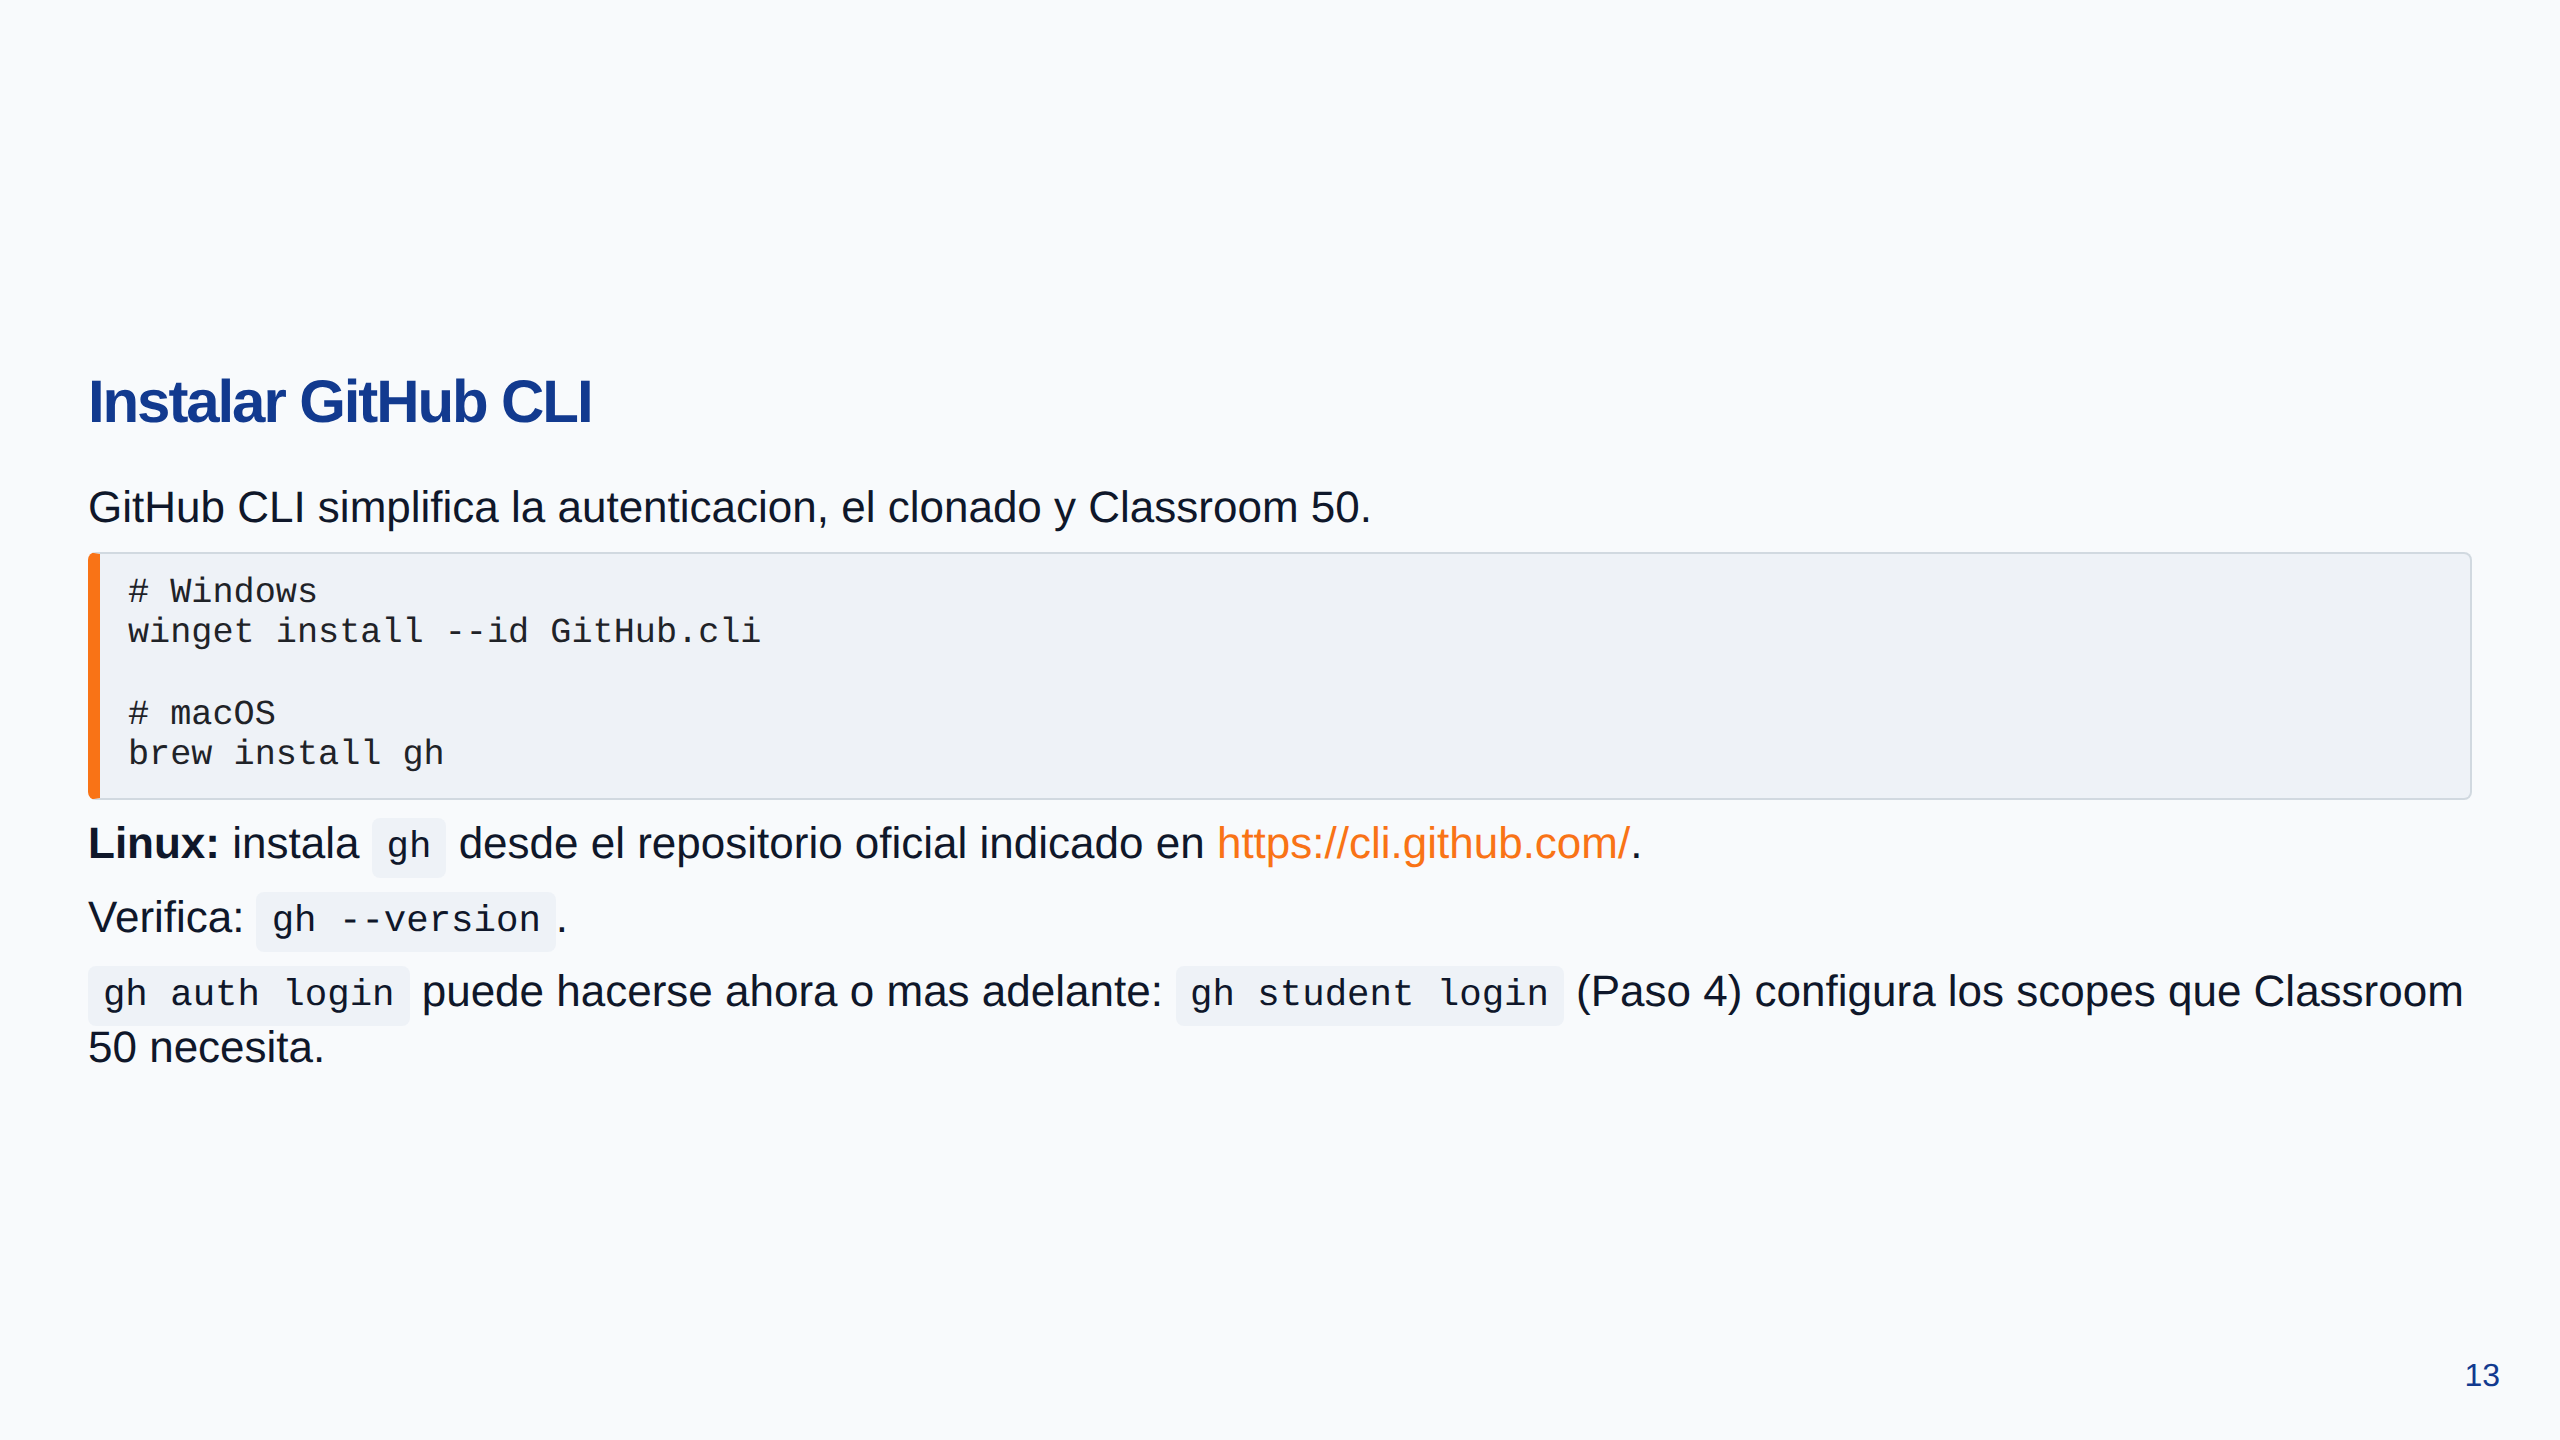 Instalar GitHub CLI
GitHub CLI simplifica la autenticacion, el clonado y Classroom 50.
# Windows
winget install --id GitHub.cli
# macOS
brew install gh
Linux: instala gh desde el repositorio oficial indicado en https://cli.github.com/.
Verifica: gh --version.
gh auth login puede hacerse ahora o mas adelante: gh student login (Paso 4) configura los scopes que Classroom
50 necesita.
13